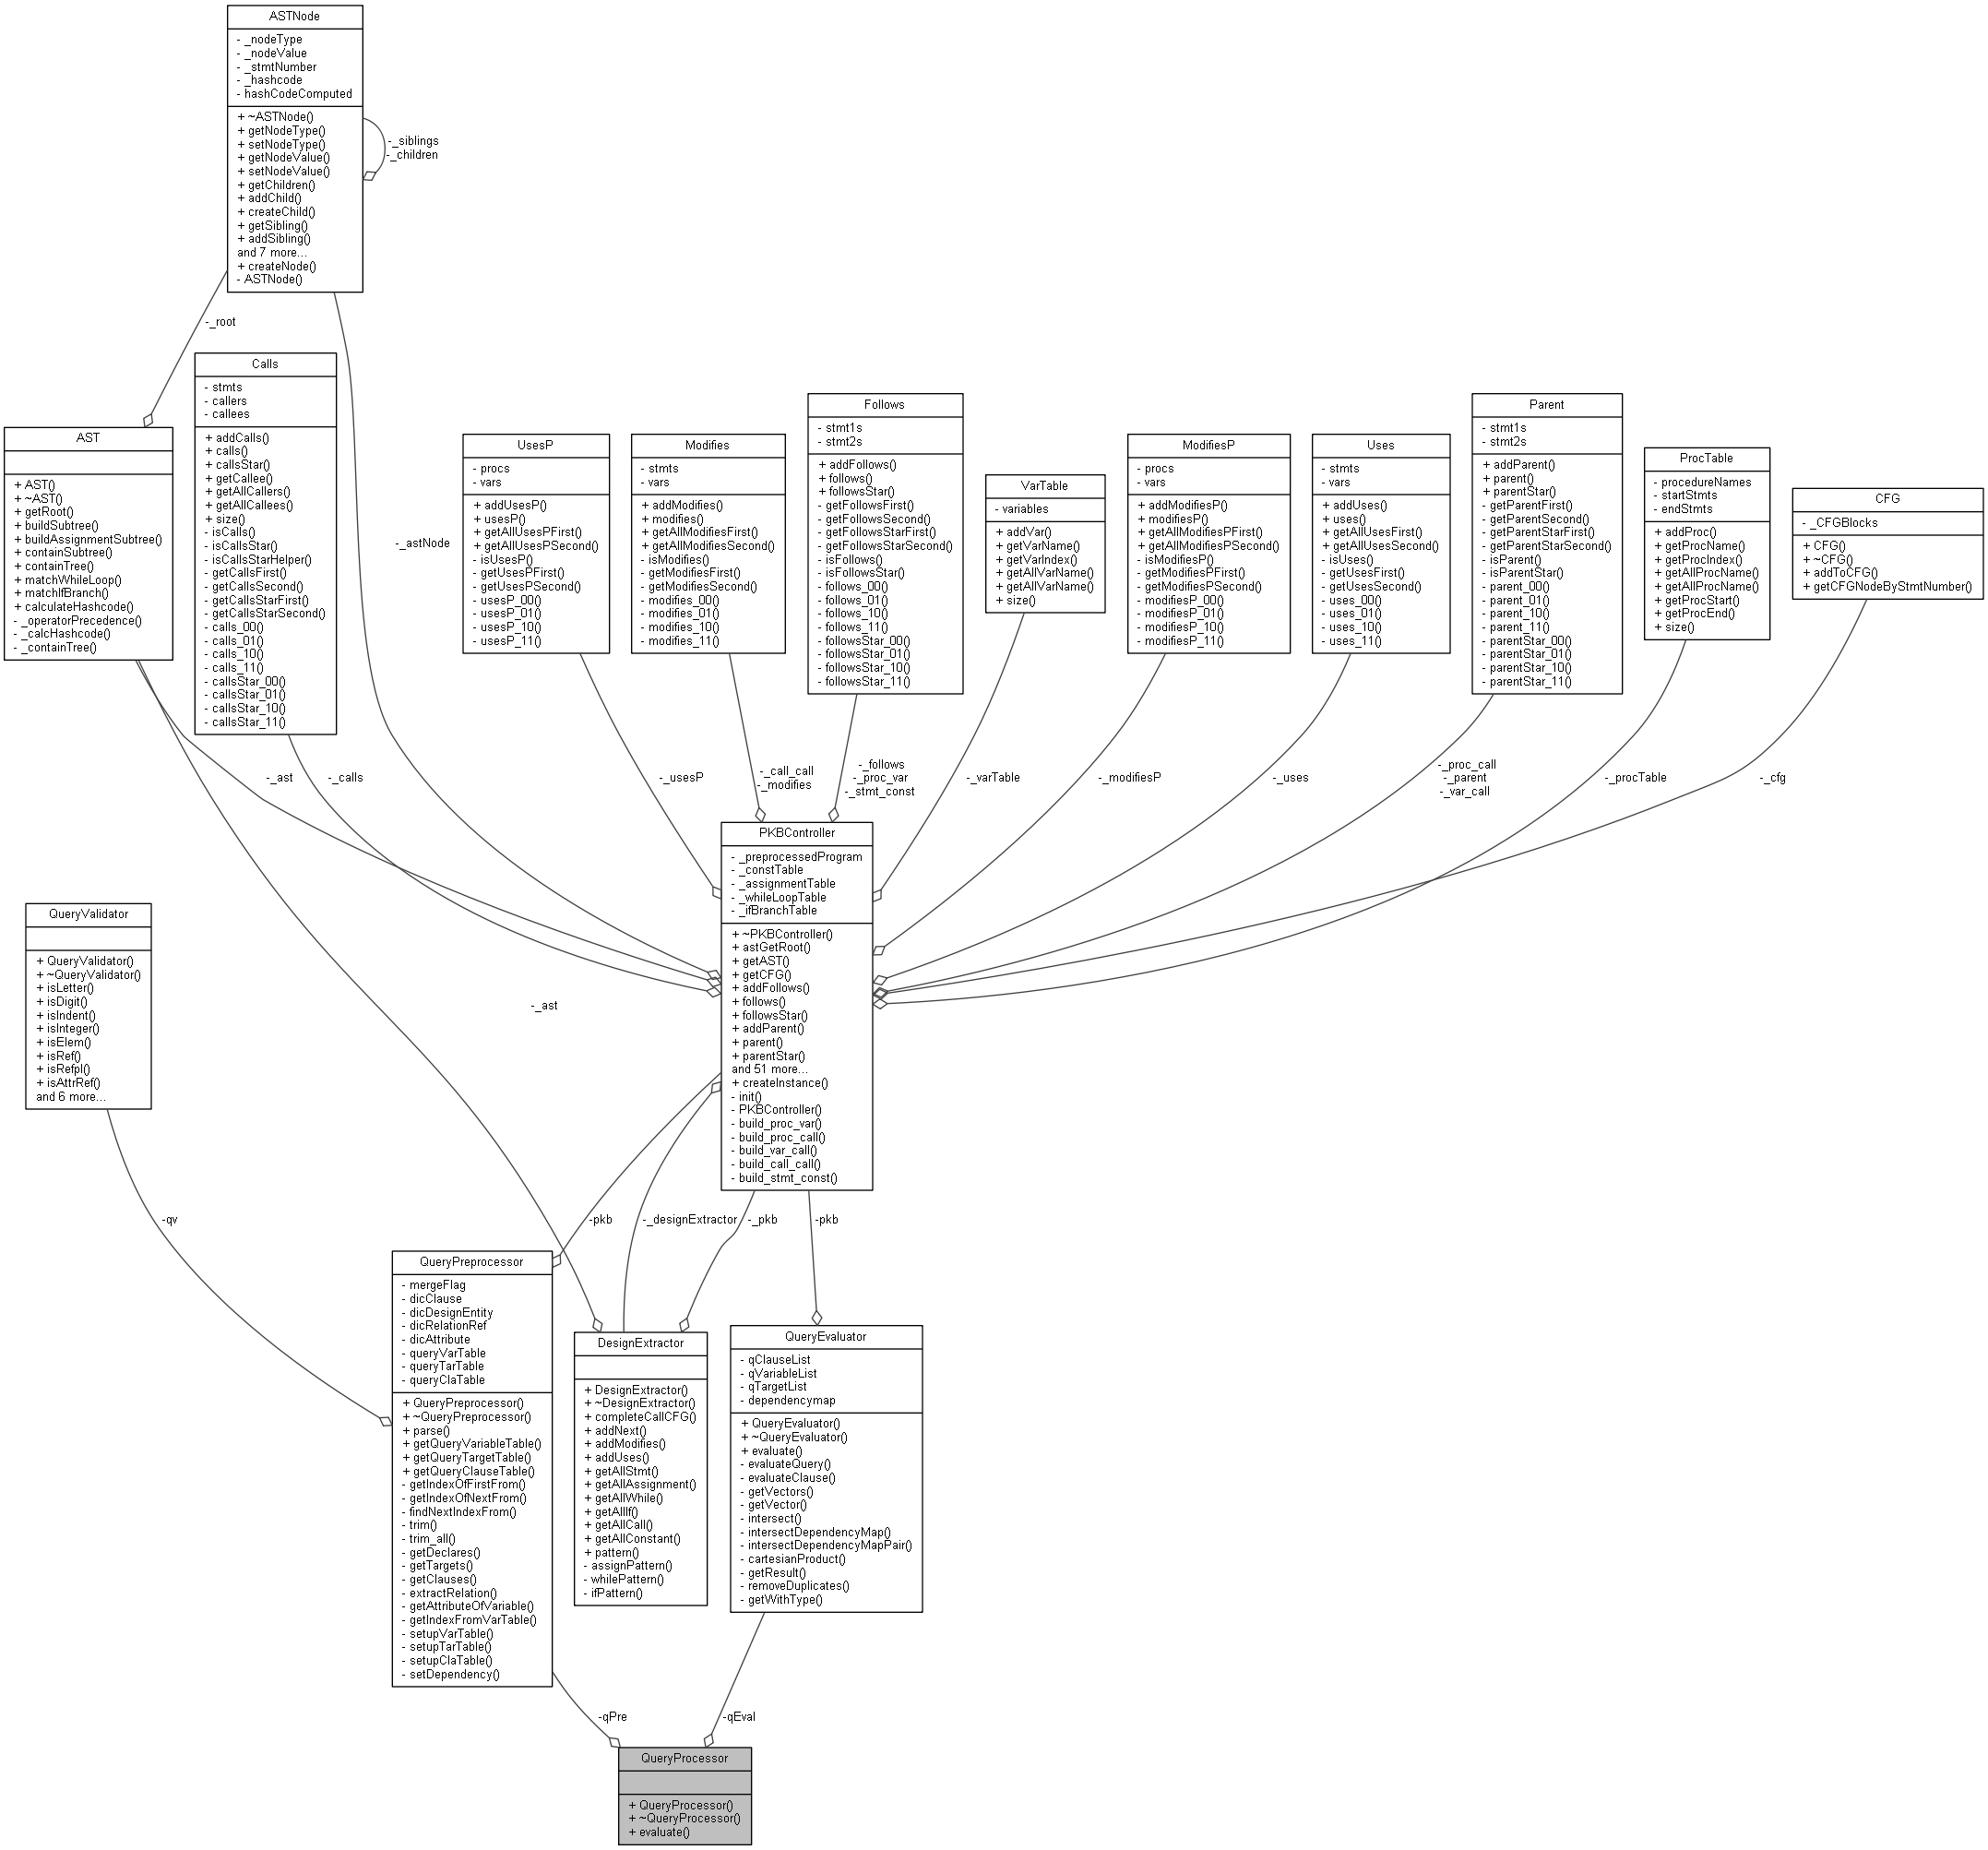 ASTNode
- _nodeType
- _nodeValue
- _stmtNumber
- _hashcode
- hashCodeComputed
+ ~ASTNode()
+ getNodeType()
+ setNodeType()
+ getNodeValue()
+ setNodeValue()
+ getChildren()
+ addChild()
+ createChild()
+ getSibling()
+ addSibling()
and 7 more...
+ createNode()
- ASTNode()
-_siblings
-_children
-_root
Calls
- stmts
- callers
- callees
+ addCalls()
+ calls()
+ callsStar()
+ getCallee()
+ getAllCallers()
+ getAllCallees()
+ size()
- isCalls()
- isCallsStar()
- isCallsStarHelper()
- getCallsFirst()
- getCallsSecond()
- getCallsStarFirst()
- getCallsStarSecond()
- calls_00()
- calls_01()
- calls_10()
- calls_11()
- callsStar_00()
- callsStar_01()
- callsStar_10()
- callsStar_11()
AST
+ AST()
+ ~AST()
+ getRoot()
+ buildSubtree()
+ buildAssignmentSubtree()
+ containSubtree()
+ containTree()
+ matchWhileLoop()
+ matchIfBranch()
+ calculateHashcode()
- _operatorPrecedence()
- _calcHashcode()
- _containTree()
-_astNode
UsesP
- procs
- vars
+ addUsesP()
+ usesP()
+ getAllUsesPFirst()
+ getAllUsesPSecond()
- isUsesP()
- getUsesPFirst()
- getUsesPSecond()
- usesP_00()
- usesP_01()
- usesP_10()
- usesP_11()
Modifies
- stmts
- vars
+ addModifies()
+ modifies()
+ getAllModifiesFirst()
+ getAllModifiesSecond()
- isModifies()
- getModifiesFirst()
- getModifiesSecond()
- modifies_00()
- modifies_01()
- modifies_10()
- modifies_11()
Follows
- stmt1s
- stmt2s
+ addFollows()
+ follows()
+ followsStar()
- getFollowsFirst()
- getFollowsSecond()
- getFollowsStarFirst()
- getFollowsStarSecond()
- isFollows()
- isFollowsStar()
- follows_00()
- follows_01()
- follows_10()
- follows_11()
- followsStar_00()
- followsStar_01()
- followsStar_10()
- followsStar_11()
VarTable
- variables
+ addVar()
+ getVarName()
+ getVarIndex()
+ getAllVarName()
+ getAllVarName()
+ size()
ModifiesP
- procs
- vars
+ addModifiesP()
+ modifiesP()
+ getAllModifiesPFirst()
+ getAllModifiesPSecond()
- isModifiesP()
- getModifiesPFirst()
- getModifiesPSecond()
- modifiesP_00()
- modifiesP_01()
- modifiesP_10()
- modifiesP_11()
Uses
- stmts
- vars
+ addUses()
+ uses()
+ getAllUsesFirst()
+ getAllUsesSecond()
- isUses()
- getUsesFirst()
- getUsesSecond()
- uses_00()
- uses_01()
- uses_10()
- uses_11()
Parent
- stmt1s
- stmt2s
+ addParent()
+ parent()
+ parentStar()
- getParentFirst()
- getParentSecond()
- getParentStarFirst()
- getParentStarSecond()
- isParent()
- isParentStar()
- parent_00()
- parent_01()
- parent_10()
- parent_11()
- parentStar_00()
- parentStar_01()
- parentStar_10()
- parentStar_11()
ProcTable
- procedureNames
- startStmts
- endStmts
+ addProc()
+ getProcName()
+ getProcIndex()
+ getAllProcName()
+ getAllProcName()
+ getProcStart()
+ getProcEnd()
+ size()
CFG
- _CFGBlocks
+ CFG()
+ ~CFG()
+ addToCFG()
+ getCFGNodeByStmtNumber()
-_ast
-_calls
-_usesP
-_call_call
-_modifies
-_follows
-_proc_var
-_stmt_const
-_varTable
-_modifiesP
-_uses
-_proc_call
-_parent
-_var_call
-_procTable
-_cfg
PKBController
- _preprocessedProgram
- _constTable
- _assignmentTable
- _whileLoopTable
- _ifBranchTable
+ ~PKBController()
+ astGetRoot()
+ getAST()
+ getCFG()
+ addFollows()
+ follows()
+ followsStar()
+ addParent()
+ parent()
+ parentStar()
and 51 more...
+ createInstance()
- init()
- PKBController()
- build_proc_var()
- build_proc_call()
- build_var_call()
- build_call_call()
- build_stmt_const()
QueryValidator
+ QueryValidator()
+ ~QueryValidator()
+ isLetter()
+ isDigit()
+ isIndent()
+ isInteger()
+ isElem()
+ isRef()
+ isRefpl()
+ isAttrRef()
and 6 more...
-_ast
-qv
-pkb
-_designExtractor
-_pkb
-pkb
QueryPreprocessor
- mergeFlag
- dicClause
- dicDesignEntity
- dicRelationRef
- dicAttribute
- queryVarTable
- queryTarTable
- queryClaTable
+ QueryPreprocessor()
+ ~QueryPreprocessor()
+ parse()
+ getQueryVariableTable()
+ getQueryTargetTable()
+ getQueryClauseTable()
- getIndexOfFirstFrom()
- getIndexOfNextFrom()
- findNextIndexFrom()
- trim()
- trim_all()
- getDeclares()
- getTargets()
- getClauses()
- extractRelation()
- getAttributeOfVariable()
- getIndexFromVarTable()
- setupVarTable()
- setupTarTable()
- setupClaTable()
- setDependency()
DesignExtractor
+ DesignExtractor()
+ ~DesignExtractor()
+ completeCallCFG()
+ addNext()
+ addModifies()
+ addUses()
+ getAllStmt()
+ getAllAssignment()
+ getAllWhile()
+ getAllIf()
+ getAllCall()
+ getAllConstant()
+ pattern()
- assignPattern()
- whilePattern()
- ifPattern()
QueryEvaluator
- qClauseList
- qVariableList
- qTargetList
- dependencymap
+ QueryEvaluator()
+ ~QueryEvaluator()
+ evaluate()
- evaluateQuery()
- evaluateClause()
- getVectors()
- getVector()
- intersect()
- intersectDependencyMap()
- intersectDependencyMapPair()
- cartesianProduct()
- getResult()
- removeDuplicates()
- getWithType()
-qPre
-qEval
QueryProcessor
+ QueryProcessor()
+ ~QueryProcessor()
+ evaluate()